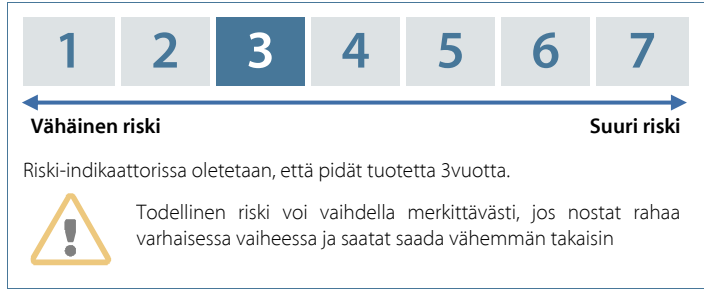 1 2 3 4 5 6 7
Vähäinen riski Suuri riski
Riski-indikaattorissa oletetaan, että pidät tuotetta 3vuotta.
Todellinen riski voi vaihdella merkittävästi, jos nostat rahaa
varhaisessa vaiheessa ja saatat saada vähemmän takaisin